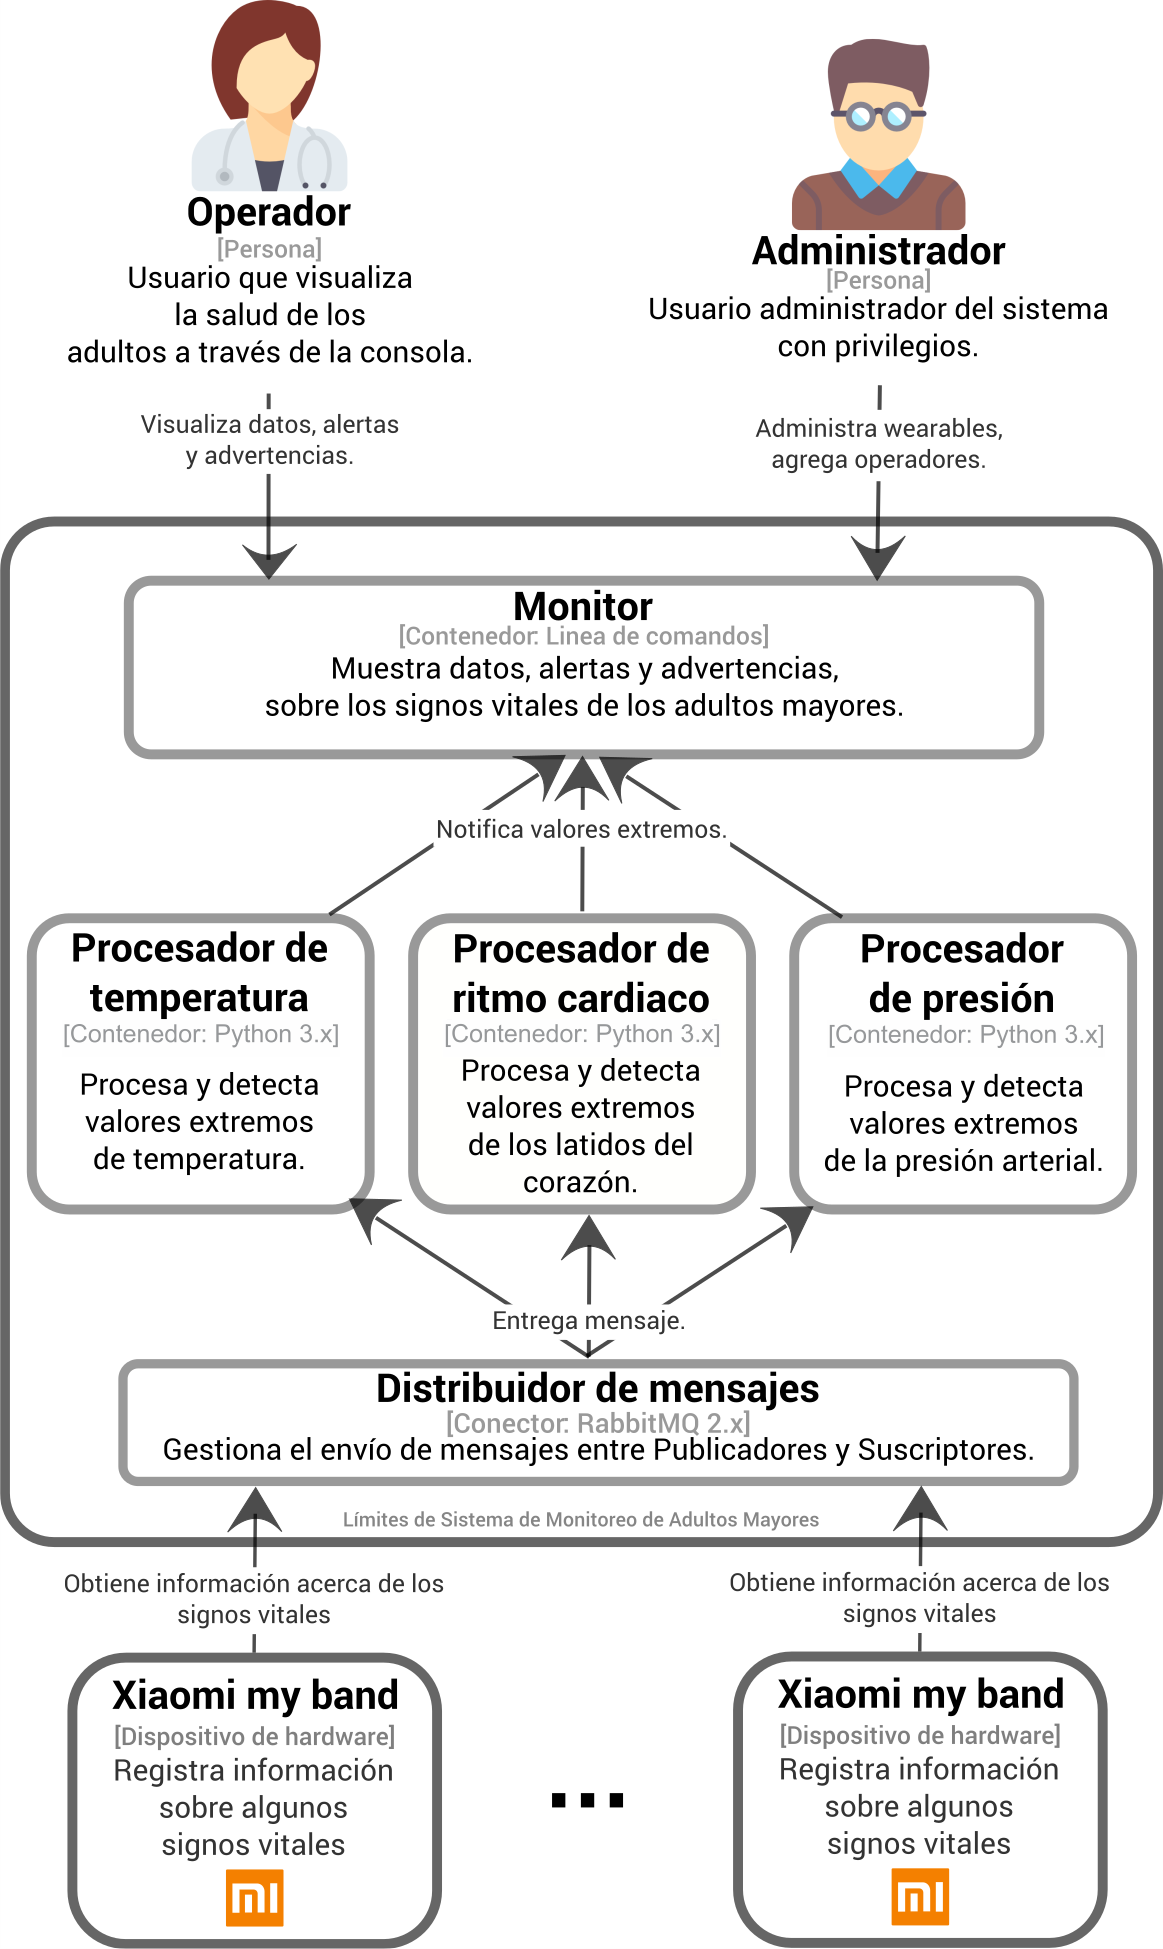 Operador
[Persona]
Usuario que visualiza
la salud de los
adultos a través de la consola.
Administrador
[Persona]
Usuario administrador del sistema
con privilegios.
Visualiza datos, alertas
y advertencias.
Administra wearables,
agrega operadores.
Monitor
[Contenedor: Linea de comandos]
Muestra datos, alertas y advertencias,
sobre los signos vitales de los adultos mayores.
Notifica valores extremos.
Procesador de
temperatura
[Contenedor: Python 3.x]
Procesa y detecta
valores extremos
de temperatura.
Procesador de
ritmo cardiaco
[Contenedor: Python 3.x]
Procesa y detecta
valores extremos
de los latidos del
corazón.
Procesador
de presión
[Contenedor: Python 3.x]
Procesa y detecta
valores extremos
de la presión arterial.
Entrega mensaje.
Distribuidor de mensajes
[Conector: RabbitMQ 2.x]
Gestiona el envío de mensajes entre Publicadores y Suscriptores.
Límites de Sistema de Monitoreo de Adultos Mayores
Obtiene información acerca de los
signos vitales
Obtiene información acerca de los
signos vitales
Xiaomi my band
[Dispositivo de hardware]
Registra información
sobre algunos
signos vitales
MI
...
Xiaomi my band
[Dispositivo de hardware]
Registra información
sobre algunos
signos vitales
MI